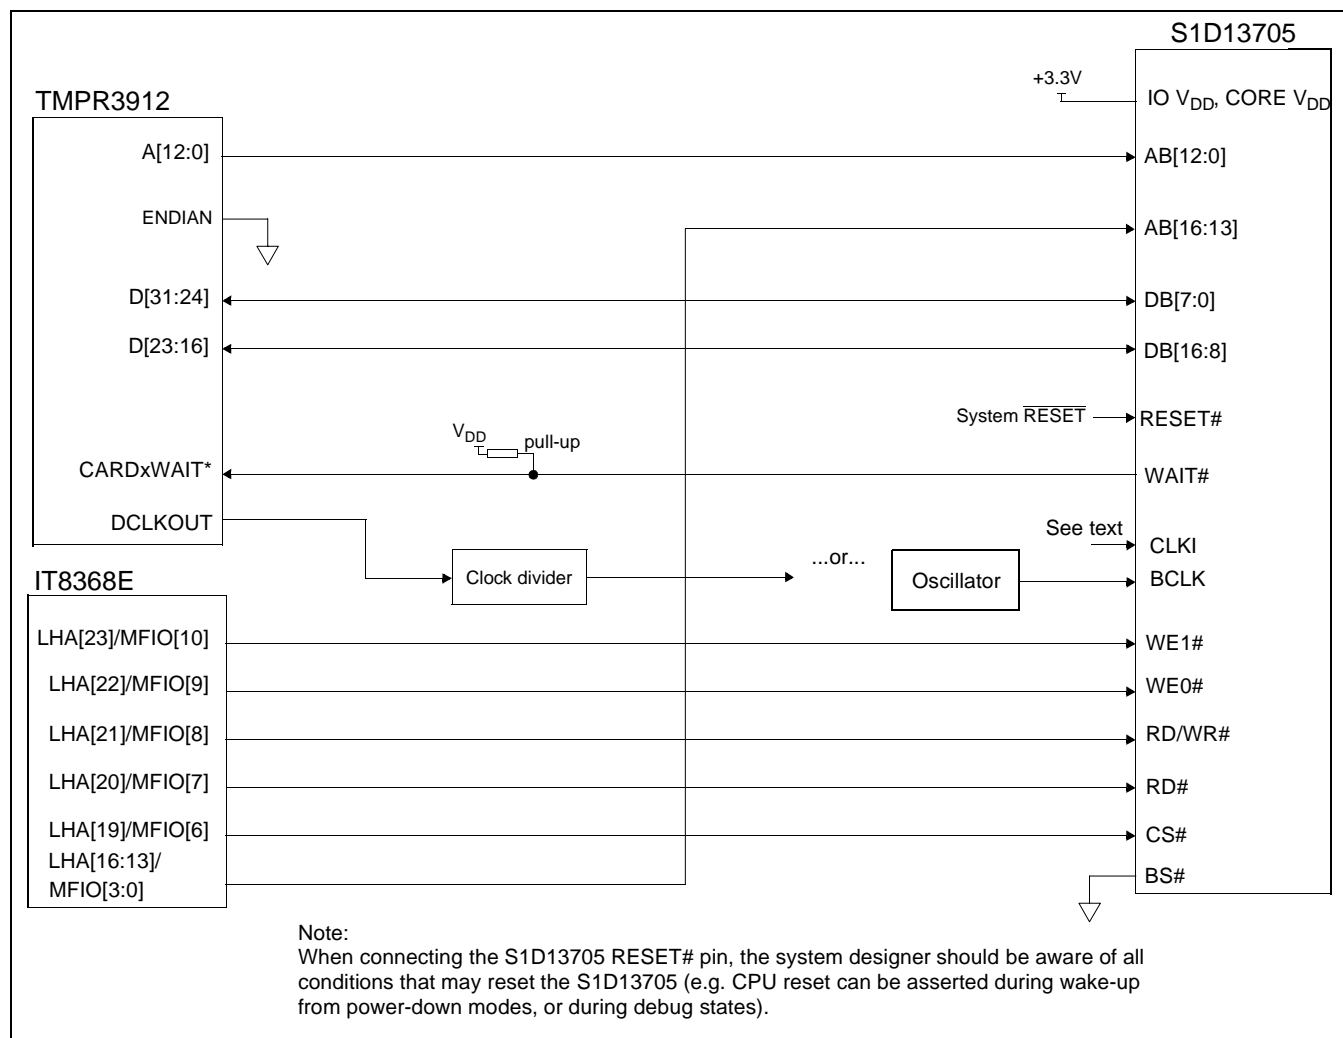 S1D13705
+3.3V
IO VDD, CORE VDD
TMPR3912
A[12:0]
AB[12:0]
ENDIAN
AB[16:13]
D[31:24]
DB[7:0]
D[23:16]
DB[16:8]
System RESET
RESET#
VDD
pull-up
CARDxWAIT*
WAIT#
DCLKOUT
See text
CLKI
...or...
Clock divider
Oscillator
BCLK
IT8368E
LHA[23]/MFIO[10]
WE1#
LHA[22]/MFIO[9]
WE0#
LHA[21]/MFIO[8]
RD/WR#
LHA[20]/MFIO[7]
RD#
LHA[19]/MFIO[6]
CS#
LHA[16:13]/
MFIO[3:0]
BS#
Note:
When connecting the S1D13705 RESET# pin, the system designer should be aware of all
conditions that may reset the S1D13705 (e.g. CPU reset can be asserted during wake-up
from power-down modes, or during debug states).